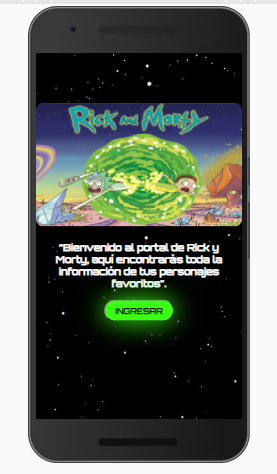 Rick and Morty
"Bienvenido al portal de Rick y
Morty, aquí encontrarás toda la
información de tus personajes
favoritos".
INGRESAR